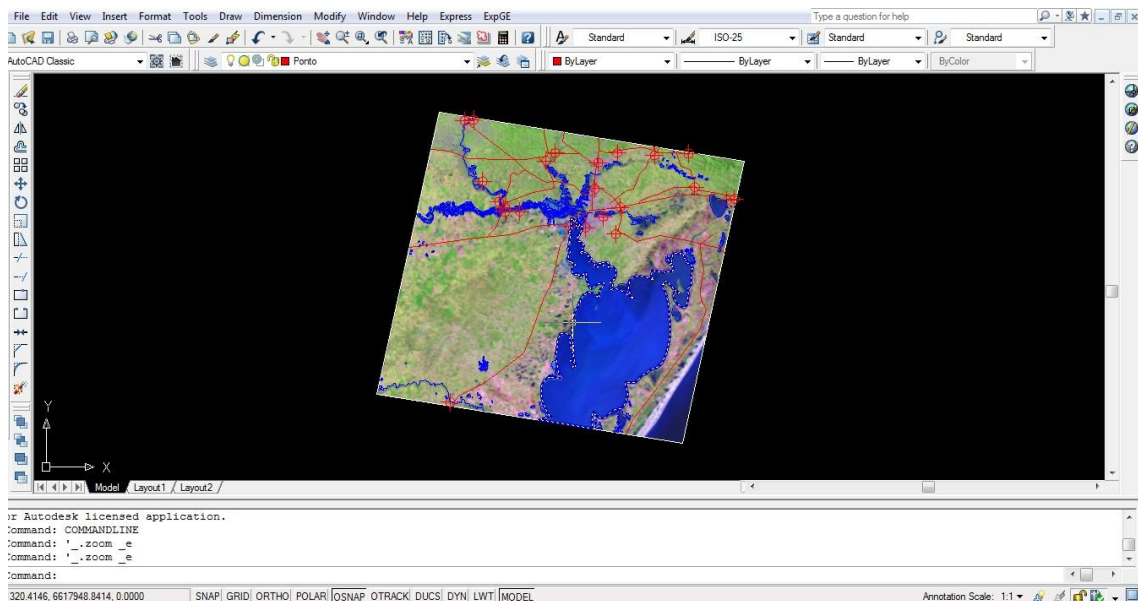 File Edit View Insert Format Tools Draw Dimension Modify Window Help Express ExpGE Type a question for help
Standard ISO-25 Standard Standard
AutoCAD Classic Ponto ByLayer ByLayer ByLayer ByColor
Y
X
Model Layout1 Layout2
or Autodesk licensed application.
Command: COMMANDLINE
Command: '_.zoom _e
Command: '_.zoom _e
Command:
320.4146, 6617948.8414, 0.0000 SNAP GRID ORTHO POLAR OSNAP OTRACK DUCS DYN LWT MODEL Annotation Scale: 1:1